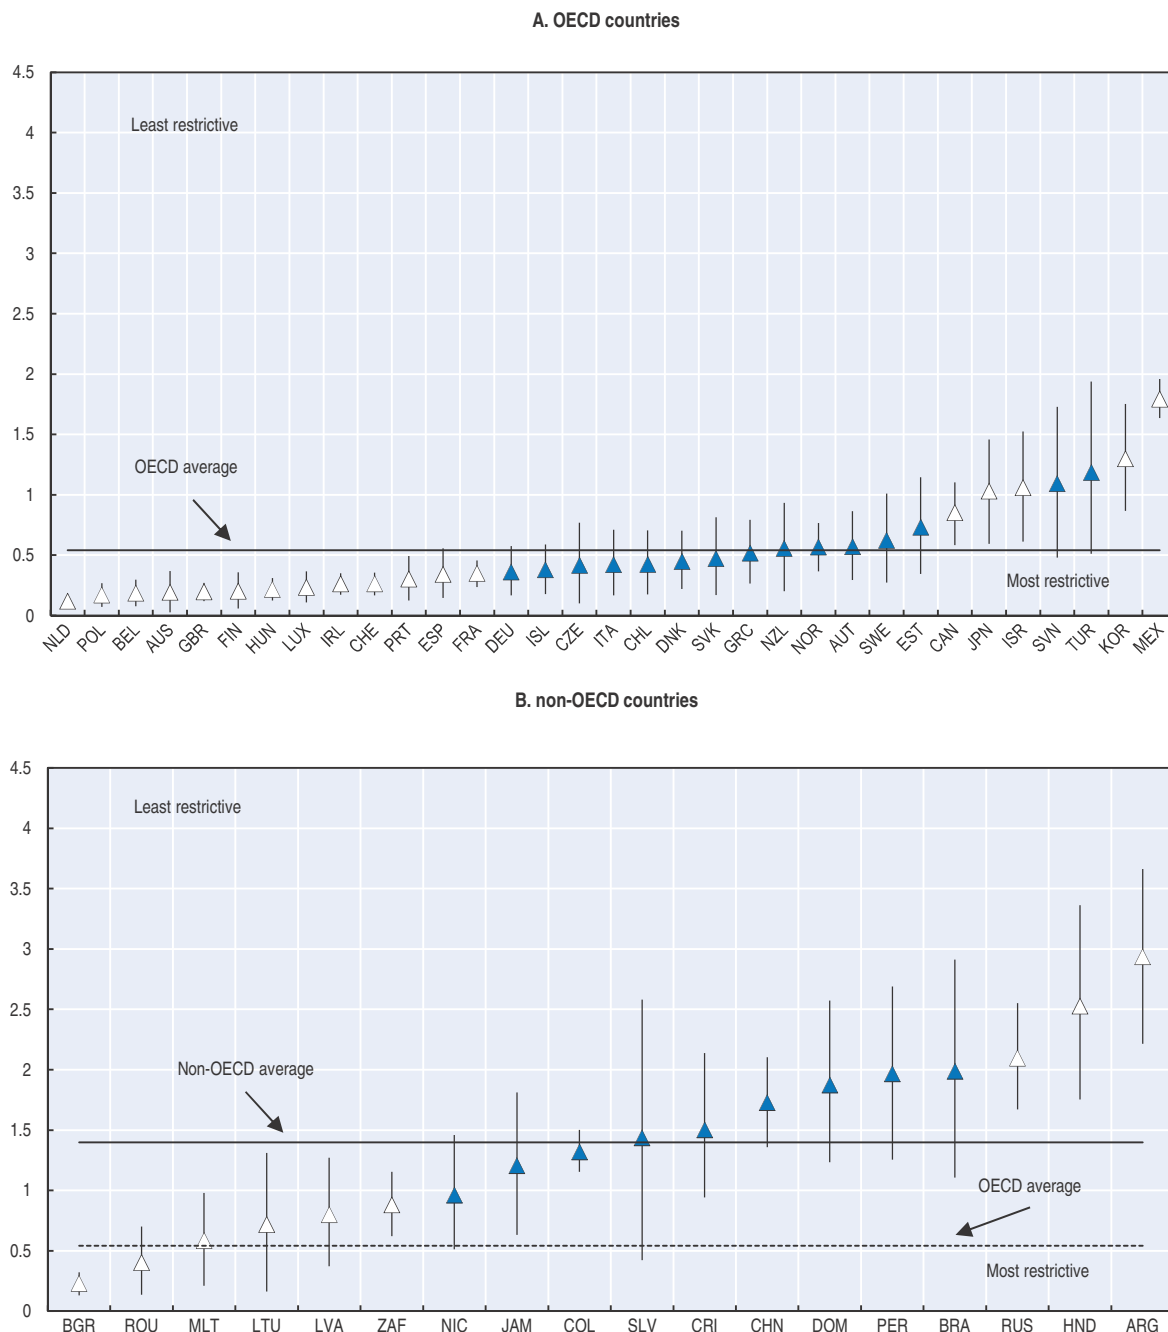 A. OECD countries
4.5
Least restrictive
4
3.5
3
2.5
2
1.5
OECD average
1
0.5
Most restrictive
0
NLD POL BEL AUS GBR FIN HUN LUX IRL CHE PRT ESP FRA DEU ISL CZE ITA CHL DNK SVK GRC NZL NOR AUT SWE EST CAN JPN ISR SVN TUR KOR MEX
B. non-OECD countries
4.5
Least restrictive
4
3.5
3
2.5
2
Non-OECD average
1.5
1
OECD average
0.5
Most restrictive
0
BGR ROU MLT LTU LVA ZAF NIC JAM COL SLV CRI CHN DOM PER BRA RUS HND ARG